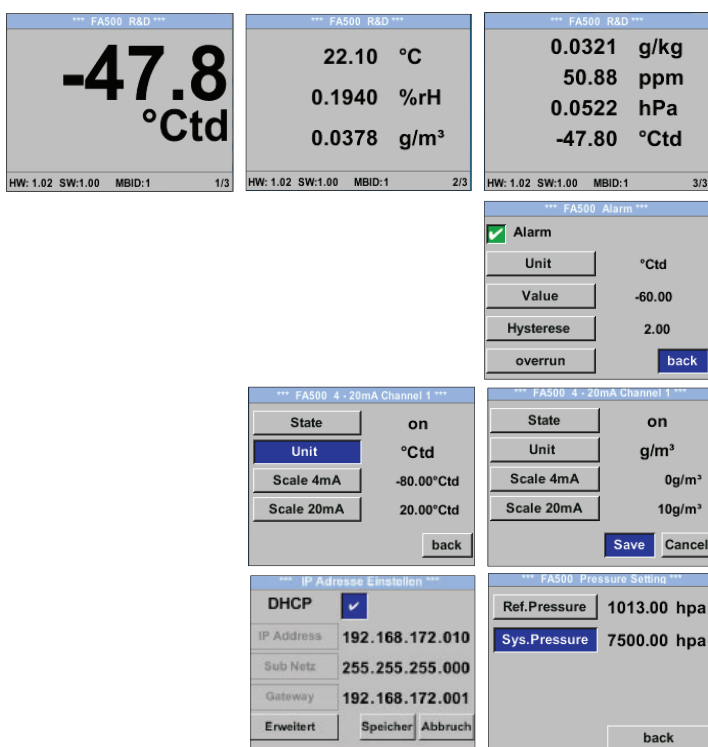 *** FA500 R&D ***
-47.8
°Ctd
HW: 1.02 SW:1.00 MBID:1 1/3
*** FA500 R&D ***
22.10 °C
0.1940 %rH
0.0378 g/m³
HW: 1.02 SW:1.00 MBID:1 2/3
*** FA500 R&D ***
0.0321 g/kg
50.88 ppm
0.0522 hPa
-47.80 °Ctd
HW: 1.02 SW:1.00 MBID:1 3/3
*** FA500 Alarm ***
Alarm
Unit °Ctd
Value -60.00
Hysterese 2.00
overrun back
*** FA500 4 - 20mA Channel 1 ***
State on
Unit °Ctd
Scale 4mA -80.00°Ctd
Scale 20mA 20.00°Ctd
back
*** FA500 4 - 20mA Channel 1 ***
State on
Unit g/m³
Scale 4mA 0g/m³
Scale 20mA 10g/m³
Save Cancel
*** IP Adresse Einstellen ***
DHCP
IP Address 192.168.172.010
Sub Netz 255.255.255.000
Gateway 192.168.172.001
Erweitert Speicher Abbruch
*** FA500 Pressure Setting ***
Ref.Pressure 1013.00 hpa
Sys.Pressure 7500.00 hpa
back